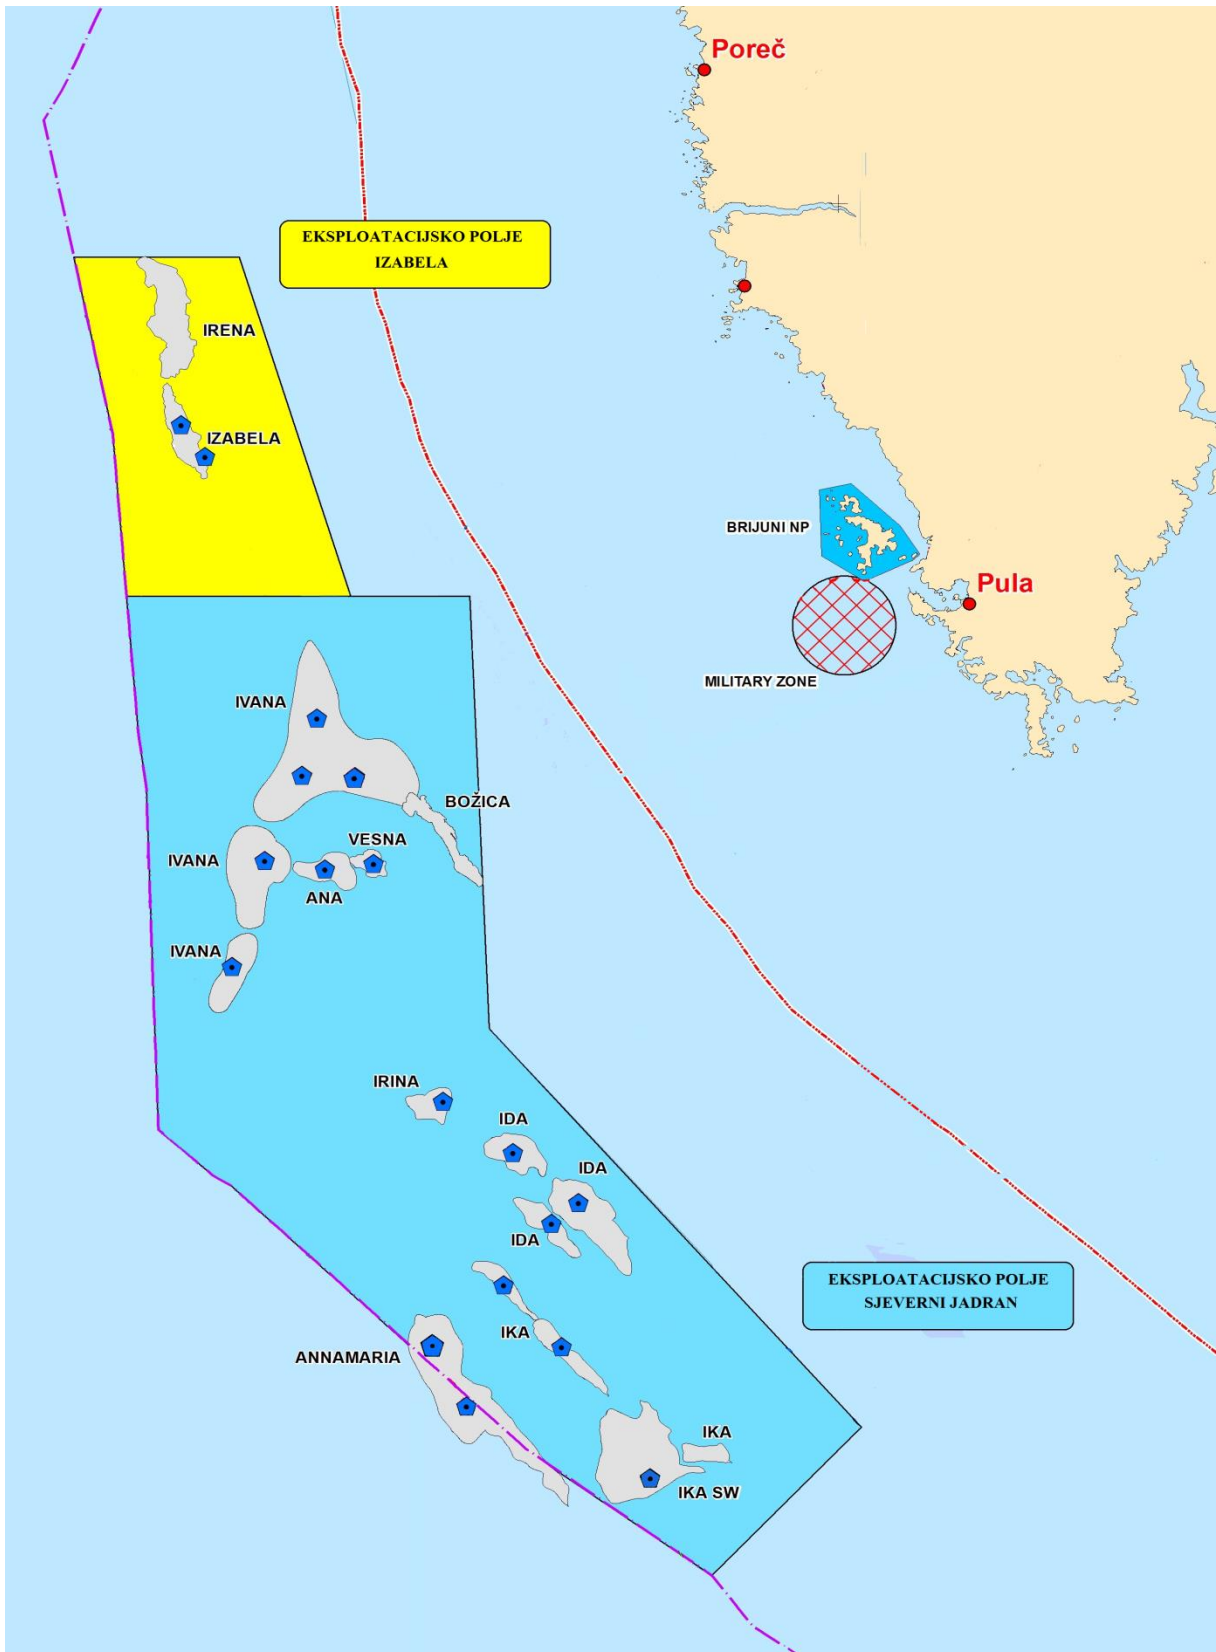 Poreč
EKSPLOATACIJSKO POLJE
IZABELA
IRENA
IZABELA
BRIJUNI NP
Pula
MILITARY ZONE
IVANA
BOŽICA
VESNA
IVANA
ANA
IVANA
IRINA
IDA
IDA
IDA
EKSPLOATACIJSKO POLJE
SJEVERNI JADRAN
IKA
ANNAMARIA
IKA
IKA SW